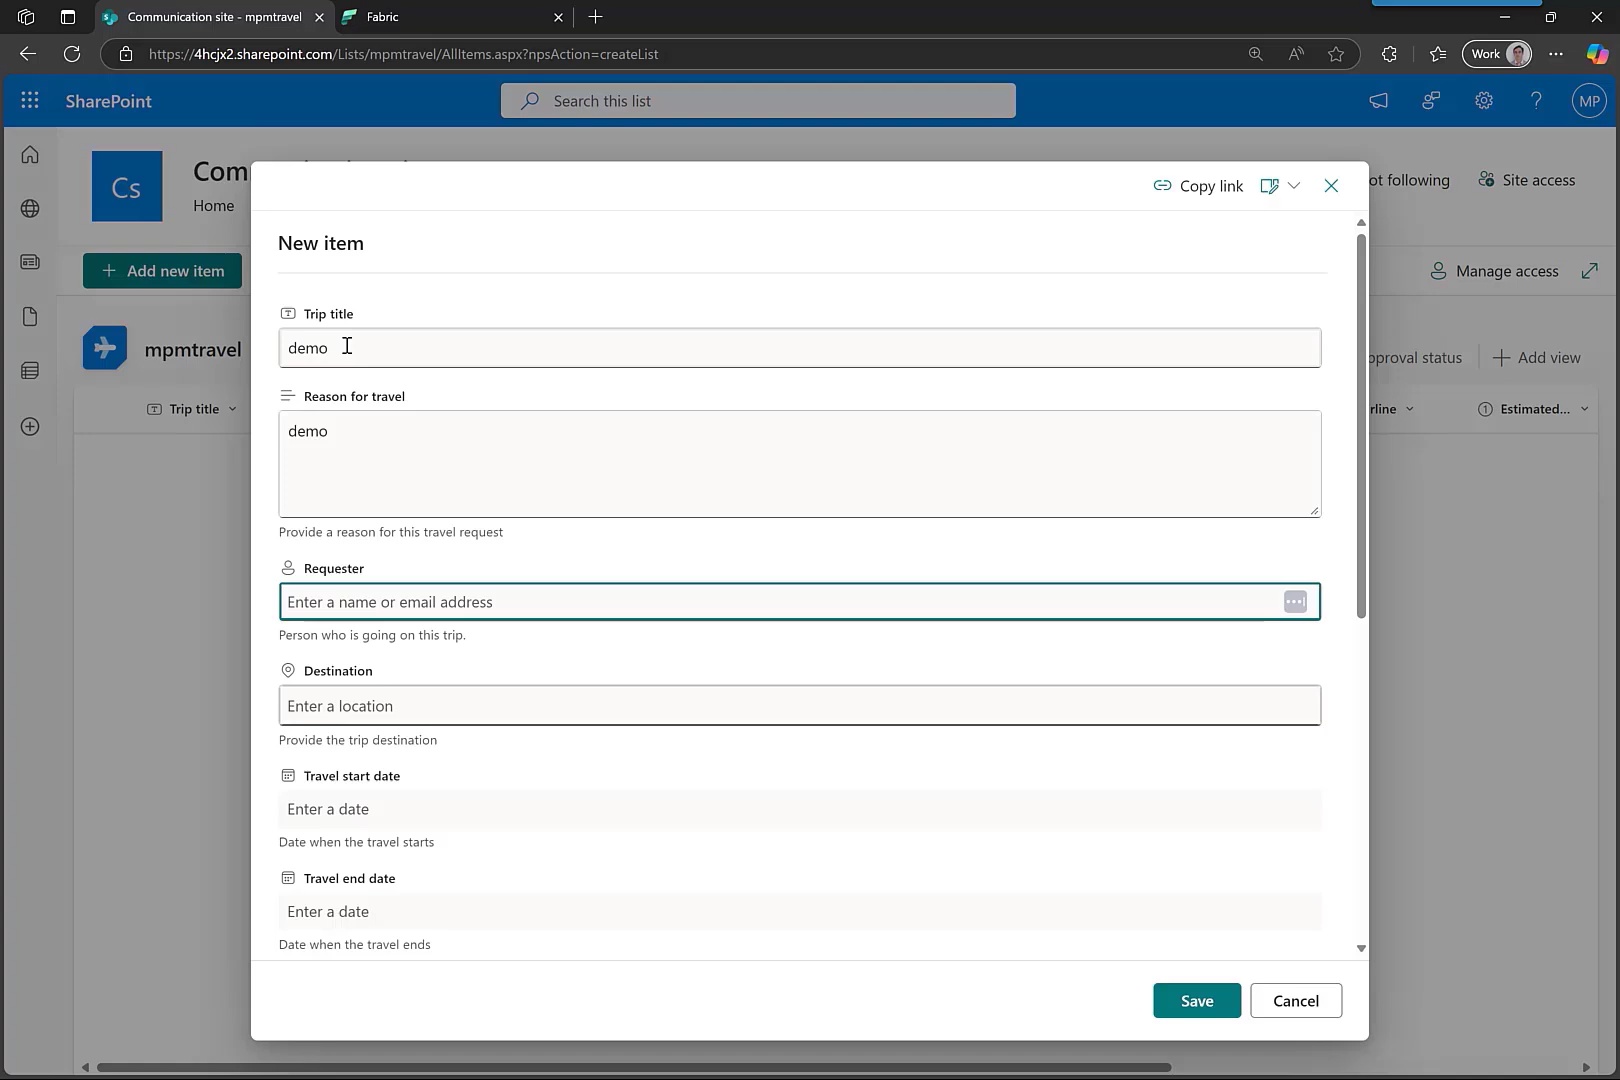 Communication site - mpmtravel
Fabric
https://4hcjx2.sharepoint.com/Lists/mpmtravel/AllItems.aspx?npsAction=createList
Work
SharePoint
Search this list
MP
Cs
Com
Home
ot following
Site access
Copy link
New item
Add new item
Manage access
Trip title
demo
mpmtravel
proval status
Add view
Reason for travel
demo
Trip title
rline
Estimated...
Provide a reason for this travel request
Requester
Enter a name or email address
Person who is going on this trip.
Destination
Enter a location
Provide the trip destination
Travel start date
Enter a date
Date when the travel starts
Travel end date
Enter a date
Date when the travel ends
Save
Cancel